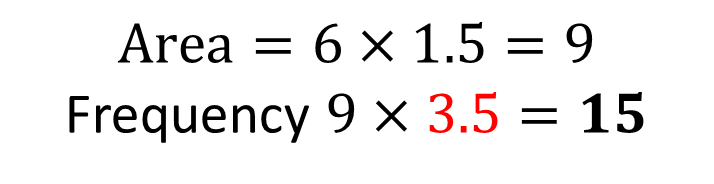 Area = 6 × 1.5 = 9
Frequency 9 × 3.5 = 15